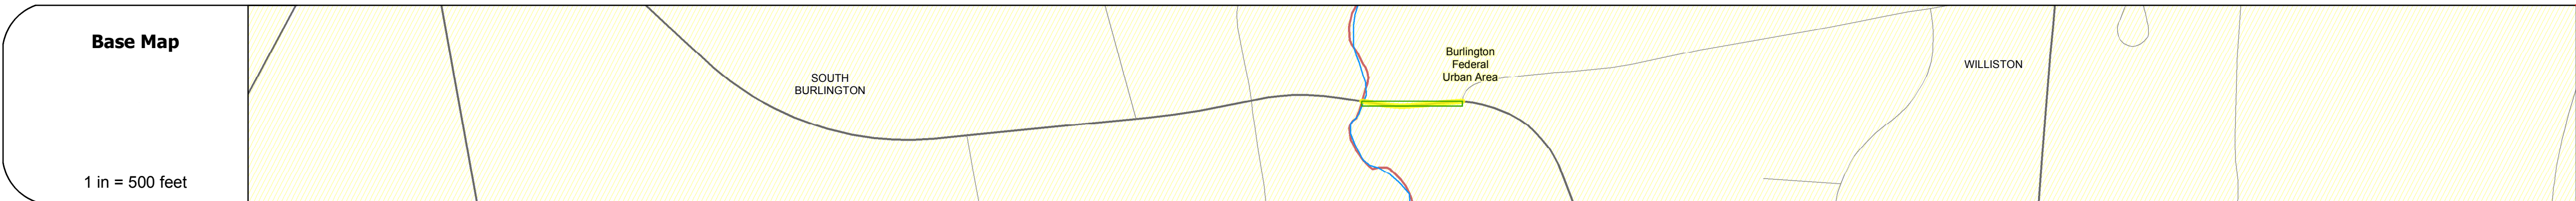 Base Map
1 in = 500 feet
SOUTH
BURLINGTON
Burlington
Federal
Urban Area
WILLISTON